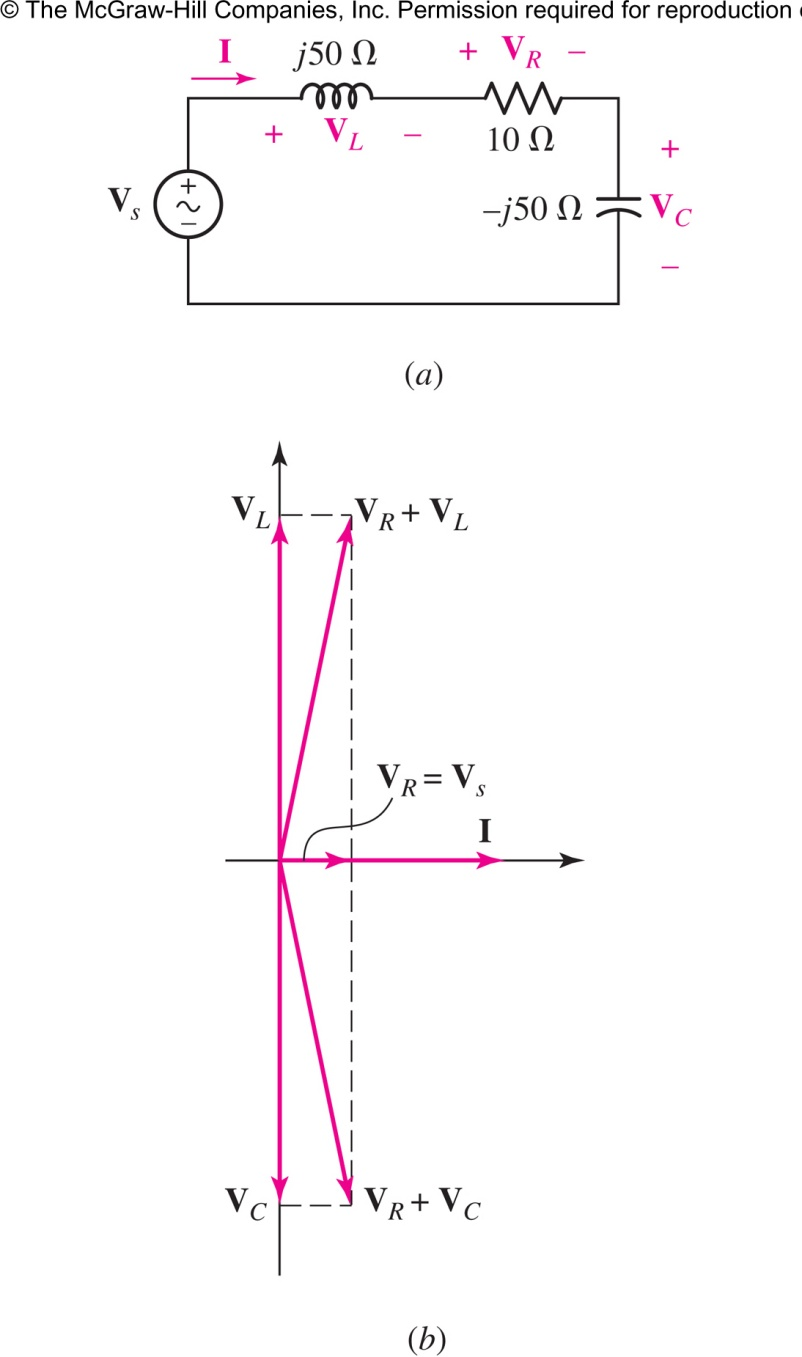 © The McGraw-Hill Companies, Inc. Permission required for reproduction
I j50 Ω + V_R −
+ V_L − 10 Ω
+
V_s + − −j50 Ω V_C
−
(a)
V_L V_R + V_L
V_R = V_s
I
V_C V_R + V_C
(b)